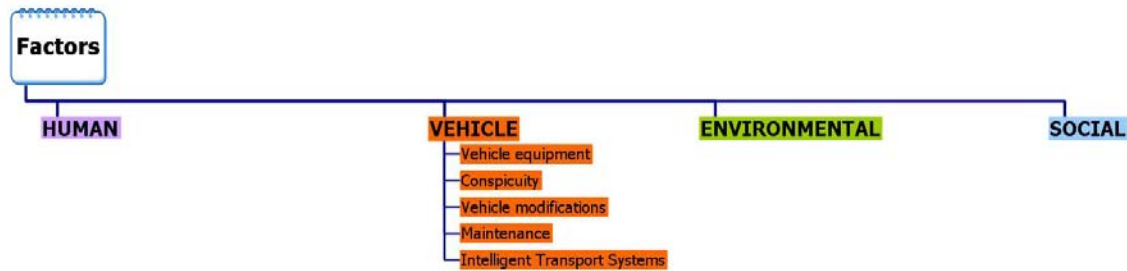 Factors
HUMAN
VEHICLE
ENVIRONMENTAL
SOCIAL
Vehicle equipment
Conspicuity
Vehicle modifications
Maintenance
Intelligent Transport Systems